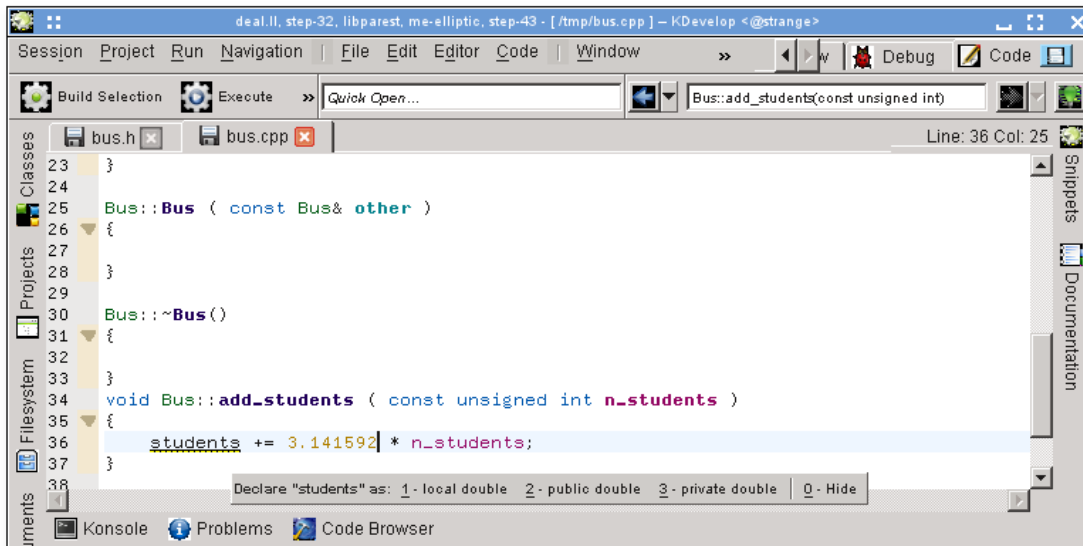 deal.II, step-32, libparest, me-elliptic, step-43 - [ /tmp/bus.cpp ] – KDevelop <@strange>
Session Project Run Navigation File Edit Editor Code Window » w Debug Code
Build Selection Execute » Quick Open... Bus::add_students(const unsigned int)
bus.h bus.cpp Line: 36 Col: 25
Classes
Projects
Filesystem
uments
Snippets
Documentation
23 }
24
25 Bus::Bus ( const Bus& other )
26 {
27
28 }
29
30 Bus::~Bus()
31 {
32
33 }
34 void Bus::add_students ( const unsigned int n_students )
35 {
36 students += 3.141592 * n_students;
37 }
38
Declare "students" as: 1 - local double 2 - public double 3 - private double 0 - Hide
Konsole Problems Code Browser